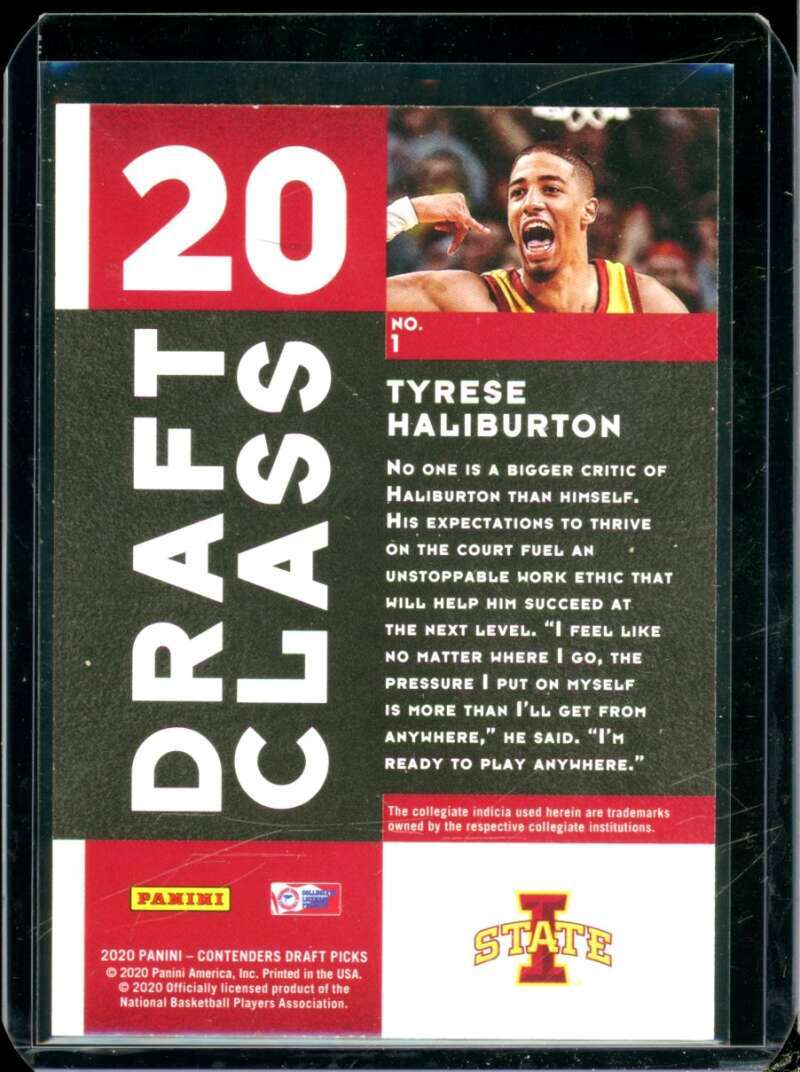 20
DRAFT
CLASS
NO.
1
TYRESE
HALIBURTON
NO ONE IS A BIGGER CRITIC OF
HALIBURTON THAN HIMSELF.
HIS EXPECTATIONS TO THRIVE
ON THE COURT FUEL AN
UNSTOPPABLE WORK ETHIC THAT
WILL HELP HIM SUCCEED AT
THE NEXT LEVEL. “I FEEL LIKE
NO MATTER WHERE I GO, THE
PRESSURE I PUT ON MYSELF
IS MORE THAN I’LL GET FROM
ANYWHERE,” HE SAID. “I’M
READY TO PLAY ANYWHERE.”
The collegiate indicia used herein are trademarks
owned by the respective collegiate institutions.
PANINI
2020 PANINI – CONTENDERS DRAFT PICKS
© 2020 Panini America, Inc. Printed in the USA.
© 2020 Officially licensed product of the
National Basketball Players Association.
I
STATE